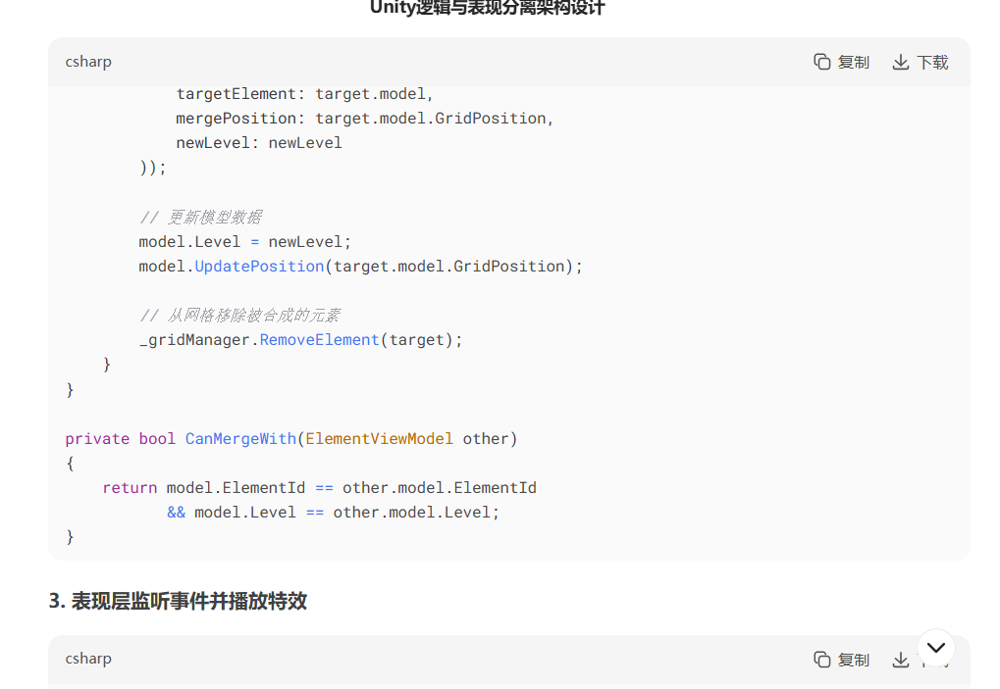 Unity逻辑与表现分离架构设计
csharp 复制 下载
targetElement: target.model,
mergePosition: target.model.GridPosition,
newLevel: newLevel
));
// 更新模型数据
model.Level = newLevel;
model.UpdatePosition(target.model.GridPosition);
// 从网格移除被合成的元素
_gridManager.RemoveElement(target);
}
}
private bool CanMergeWith(ElementViewModel other)
{
return model.ElementId == other.model.ElementId
&& model.Level == other.model.Level;
}
3. 表现层监听事件并播放特效
csharp 复制